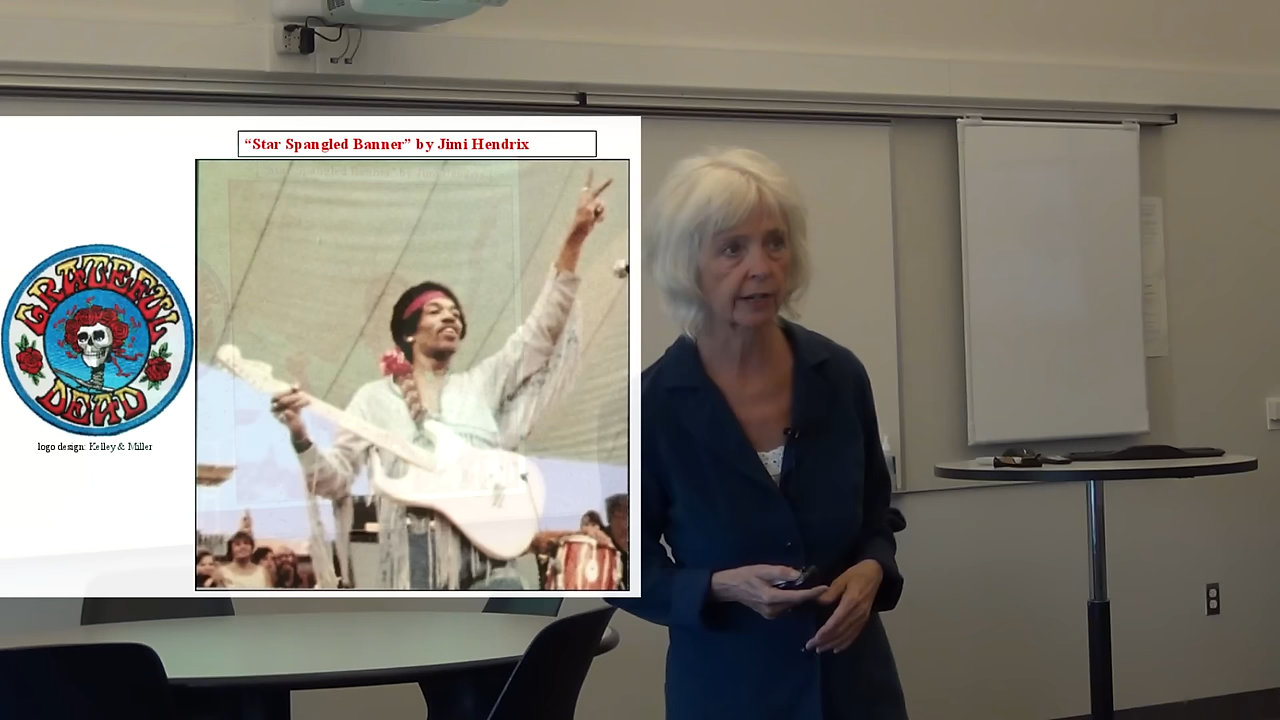 “Star Spangled Banner” by Jimi Hendrix
GRATEFUL
DEAD
logo design: Kelley & Miller